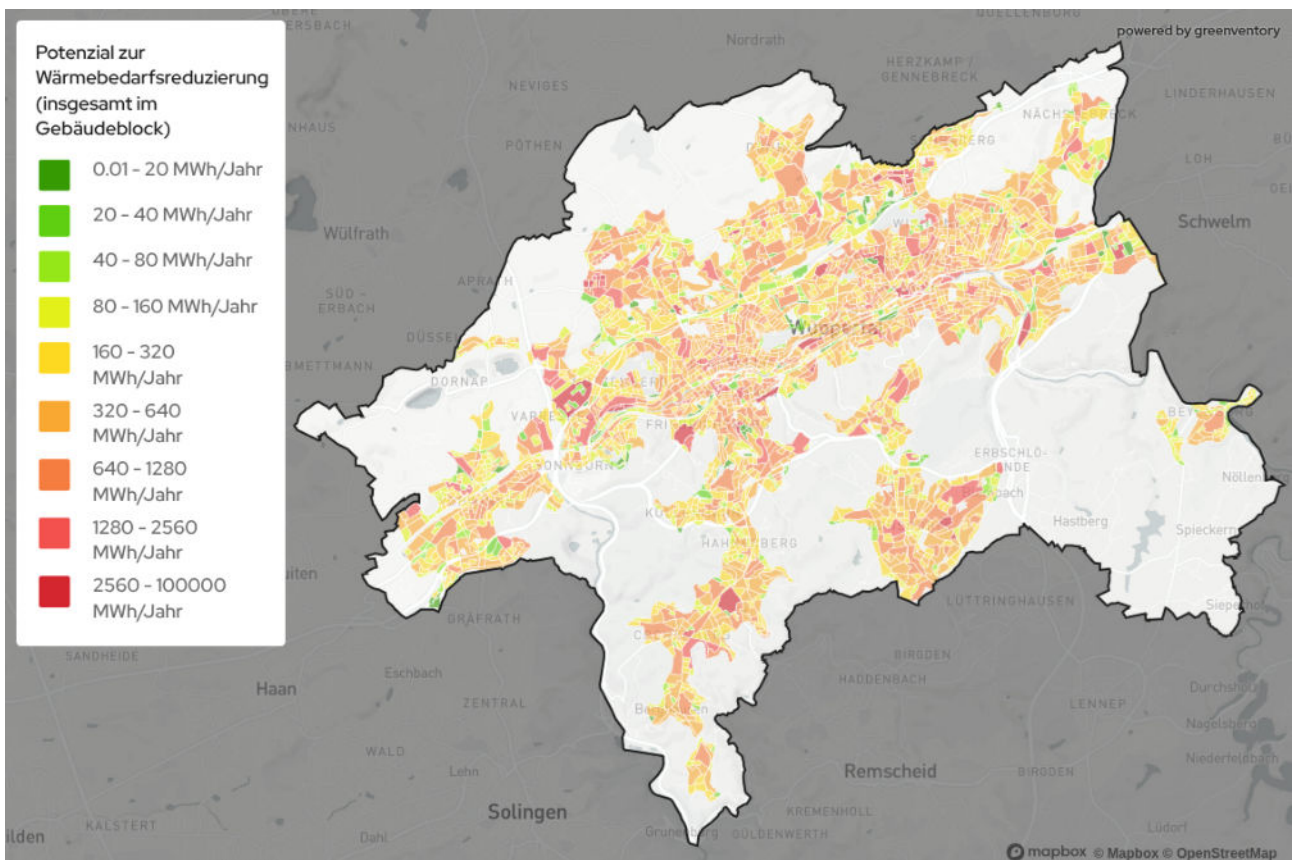 Potenzial zur
Wärmebedarfsreduzierung
(insgesamt im
Gebäudeblock)
0.01 - 20 MWh/Jahr
20 - 40 MWh/Jahr
40 - 80 MWh/Jahr
80 - 160 MWh/Jahr
160 - 320
MWh/Jahr
320 - 640
MWh/Jahr
640 - 1280
MWh/Jahr
1280 - 2560
MWh/Jahr
2560 - 100000
MWh/Jahr
powered by greenventory
Nordrath
HERZKAMP /
GENNEBRECK
NEVIGES
LINDERHAUSEN
PÖTHEN
LÖH
Schwelm
Wülfrath
APRATH
SÜD -
ERBACH
DORNAP
Wuppertal
ERBSCHLÖ-
Hastberg
Spieckern
HAHNERBERG
GRÄFRATH
LÜTTRINGHAUSEN
SANDHEIDE
Eschbach
Haan
ZENTRAL
BIRGDEN
HADDENBACH
LENNEP
Nagelsberg
Niederfeldbach
WALD
Lehn
Remscheid
BIRGDEN
Solingen
KREMENHOLL
KALSTERT
Dahl
Grunenburg
GÜLDENWERTH
Lüdorf
mapbox © Mapbox © OpenStreetMap